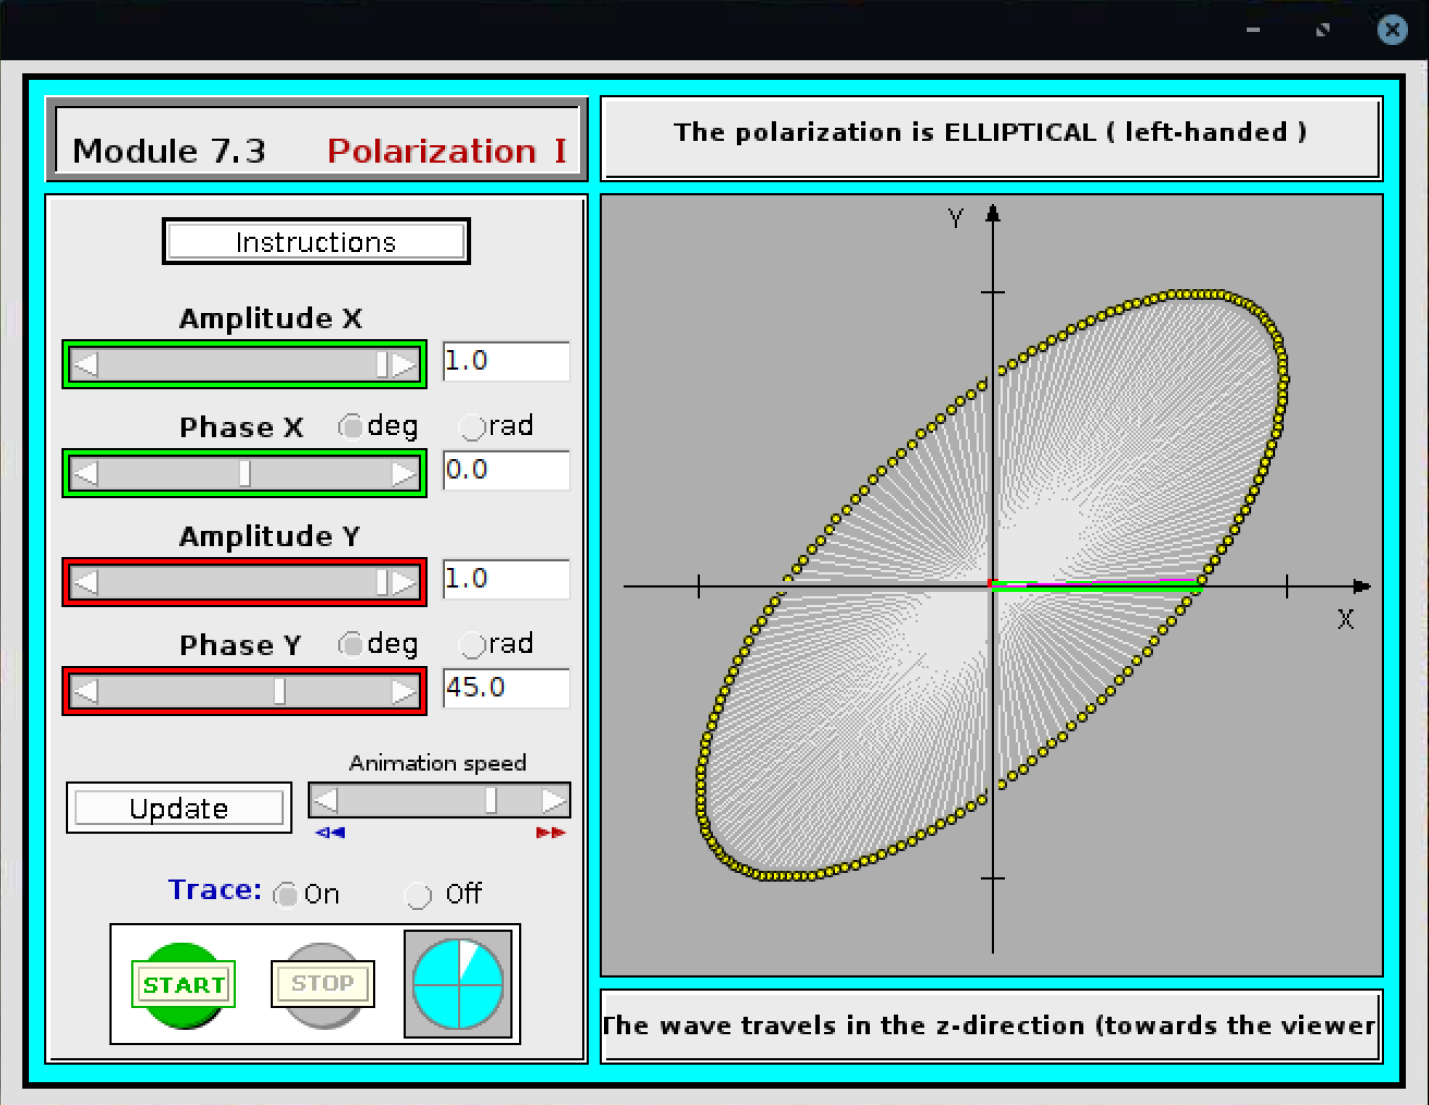 Module 7.3 Polarization I
The polarization is ELLIPTICAL ( left-handed )
Instructions
Amplitude X
1.0
Phase X deg rad
0.0
Amplitude Y
1.0
Phase Y deg rad
45.0
Animation speed
Update
Trace: On Off
START STOP
Y
X
The wave travels in the z-direction (towards the viewer